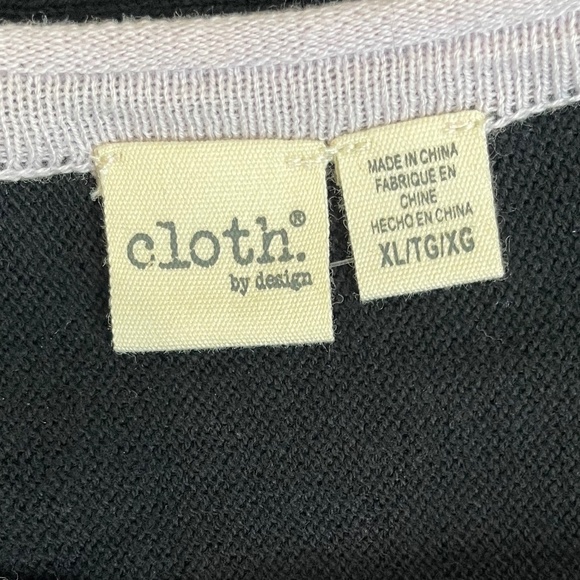 cloth.®
by design
MADE IN CHINA
FABRIQUE EN
CHINE
HECHO EN CHINA
XL/TG/XG